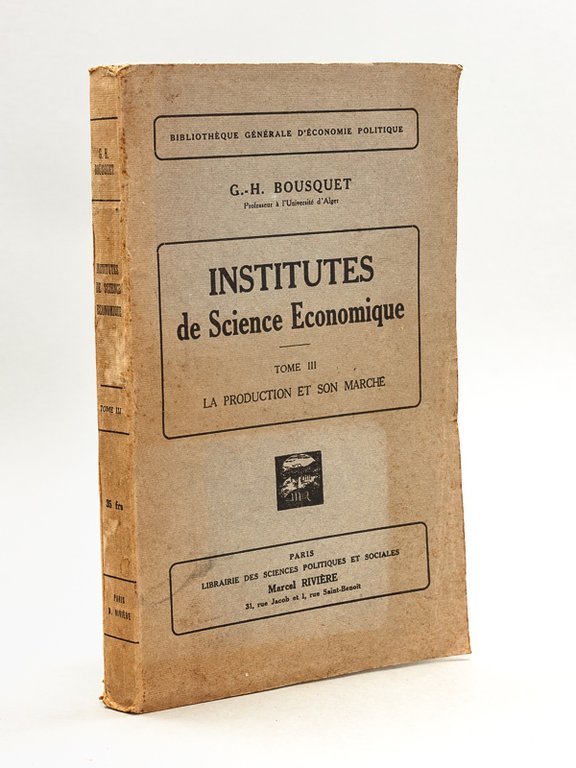 BIBLIOTHÈQUE GÉNÉRALE D'ÉCONOMIE POLITIQUE
G.-H. BOUSQUET
Professeur à l'Université d'Alger
INSTITUTES
de Science Economique
TOME III
LA PRODUCTION ET SON MARCHÉ
PARIS
LIBRAIRIE DES SCIENCES POLITIQUES ET SOCIALES
Marcel RIVIÈRE
31, rue Jacob et 1, rue Saint-Benoît
G. H.
BOUSQUET
INSTITUTES
DE SCIENCE
ECONOMIQUE
TOME III
35 frs
PARIS
RIVIÈRE